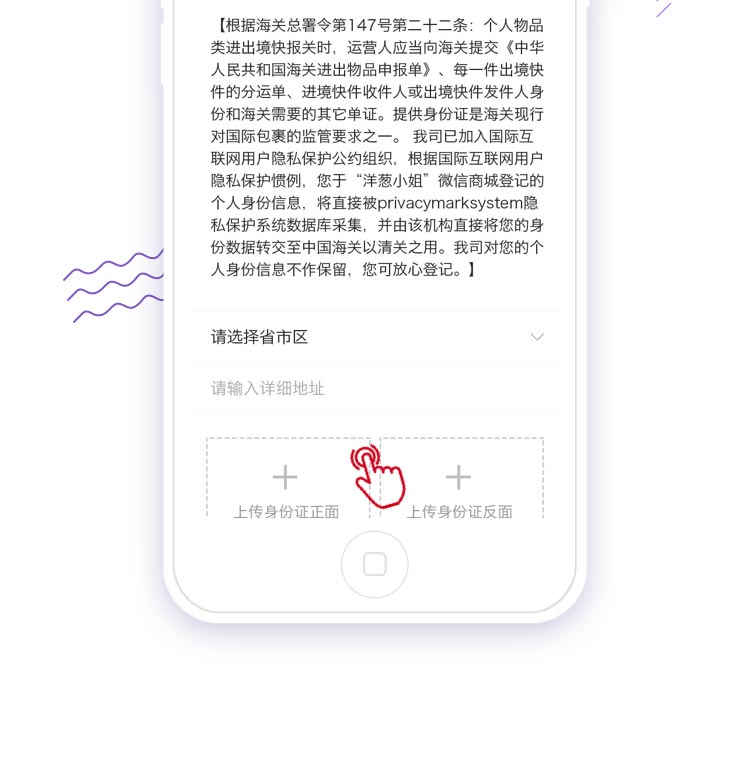 【根据海关总署令第147号第二十二条：个人物品
类进出境快报关时，运营人应当向海关提交《中华
人民共和国海关进出物品申报单》、每一件出境快
件的分运单、进境快件收件人或出境快件发件人身
份和海关需要的其它单证。提供身份证是海关现行
对国际包裹的监管要求之一。 我司已加入国际互
联网用户隐私保护公约组织，根据国际互联网用户
隐私保护惯例，您于“洋葱小姐”微信商城登记的
个人身份信息，将直接被privacymarksystem隐
私保护系统数据库采集，并由该机构直接将您的身
份数据转交至中国海关以清关之用。我司对您的个
人身份信息不作保留，您可放心登记。】
请选择省市区
请输入详细地址
上传身份证正面
上传身份证反面